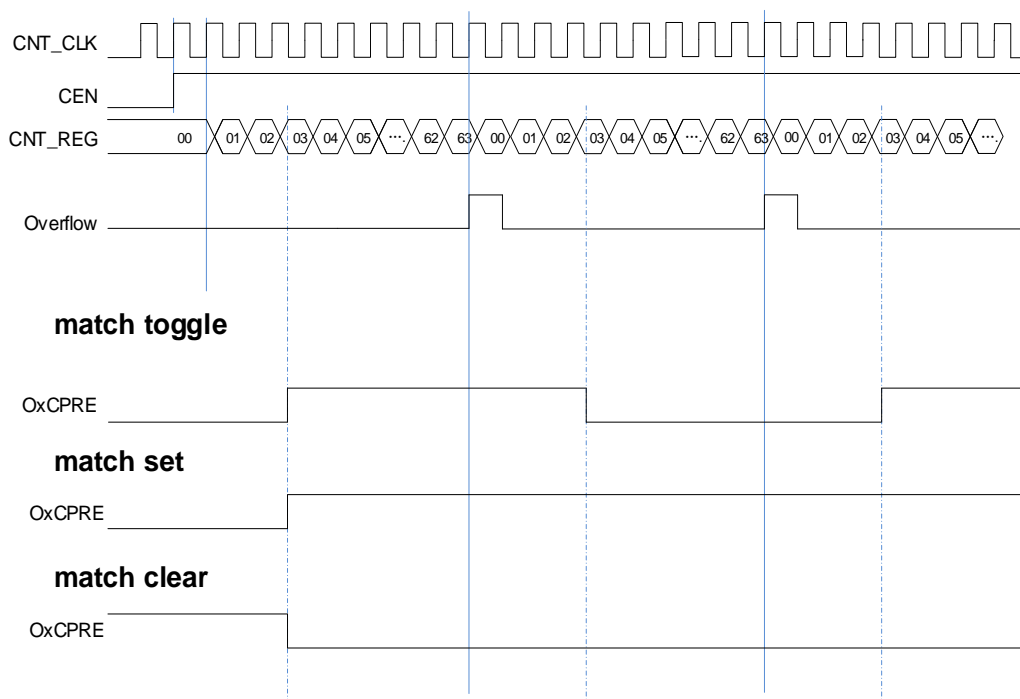 CNT_CLK
CEN
CNT_REG 00 01 02 03 04 05 …. 62 63 00 01 02 03 04 05 …. 62 63 00 01 02 03 04 05 ….
Overflow
match toggle
OxCPRE
match set
OxCPRE
match clear
OxCPRE